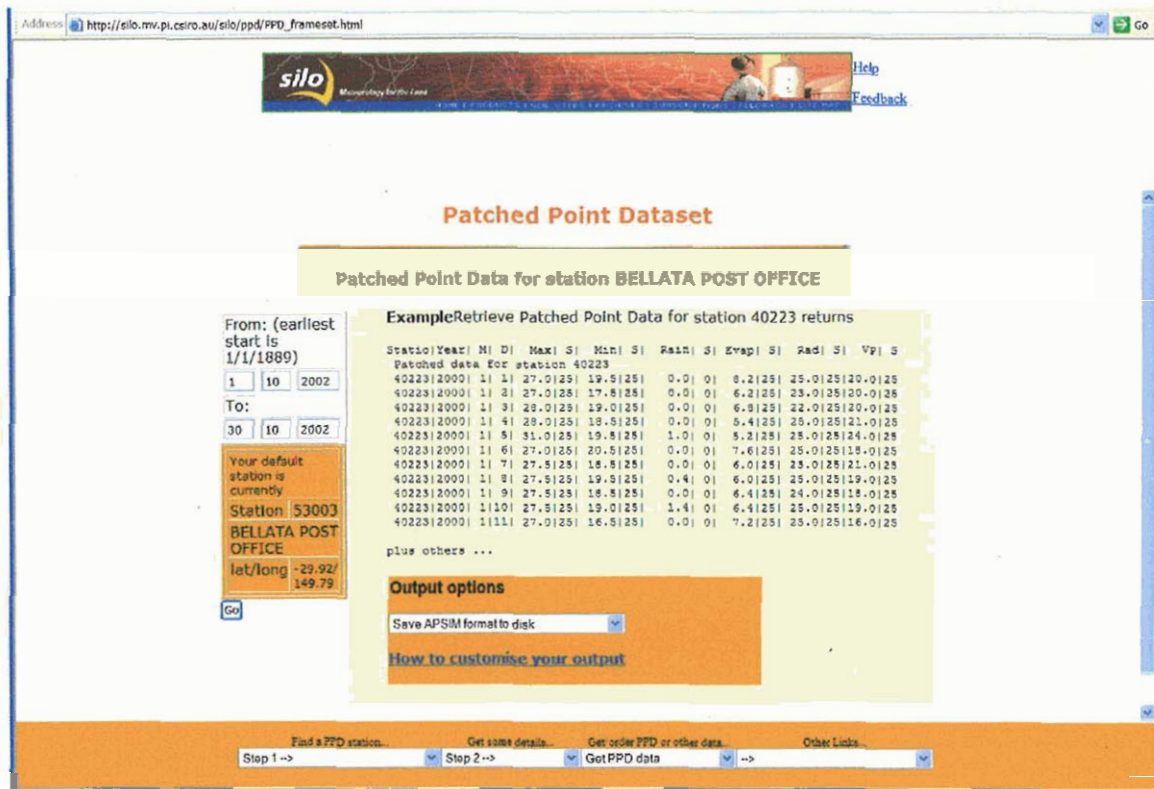 Address http://silo.mv.pi.csiro.au/silo/ppd/PPD_frameset.html Go
silo
Meteorology for the Land
Help
Feedback
Patched Point Dataset
Patched Point Data for station BELLATA POST OFFICE
From: (earliest
start is
1/1/1889)
1 10 2002
To:
30 10 2002
Your default
station is
currently
Station 53003
BELLATA POST
OFFICE
lat/long -29.92/
149.79
Go
ExampleRetrieve Patched Point Data for station 40223 returns
Static|Year| M| D| Max| S| Min| S| Rain| S| Evap| S| Rad| S| VP| S
Patched data for station 40223
40223|2000| 1| 1| 27.0|25| 19.5|25| 0.0| 0| 8.2|25| 25.0|25|20.0|25
40223|2000| 1| 2| 27.0|25| 17.5|25| 0.0| 0| 6.2|25| 23.0|25|20.0|25
40223|2000| 1| 3| 28.0|25| 19.0|25| 0.0| 0| 6.8|25| 22.0|25|20.0|25
40223|2000| 1| 4| 28.0|25| 18.5|25| 0.0| 0| 5.4|25| 25.0|25|21.0|25
40223|2000| 1| 5| 31.0|25| 19.5|25| 1.0| 0| 5.2|25| 25.0|25|24.0|25
40223|2000| 1| 6| 27.0|25| 20.5|25| 0.0| 0| 7.6|25| 25.0|25|18.0|25
40223|2000| 1| 7| 27.5|25| 18.5|25| 0.0| 0| 6.0|25| 23.0|25|21.0|25
40223|2000| 1| 8| 27.5|25| 19.5|25| 0.4| 0| 6.0|25| 25.0|25|19.0|25
40223|2000| 1| 9| 27.5|25| 18.5|25| 0.0| 0| 6.4|25| 24.0|25|18.0|25
40223|2000| 1|10| 27.5|25| 19.0|25| 1.4| 0| 6.4|25| 25.0|25|19.0|25
40223|2000| 1|11| 27.0|25| 16.5|25| 0.0| 0| 7.2|25| 25.0|25|16.0|25
plus others ...
Output options
Save APSIM format to disk
How to customise your output
Find a PPD station... Get some details... Get order PPD or other data... Other Links...
Step 1 --> Step 2 --> Get PPD data -->